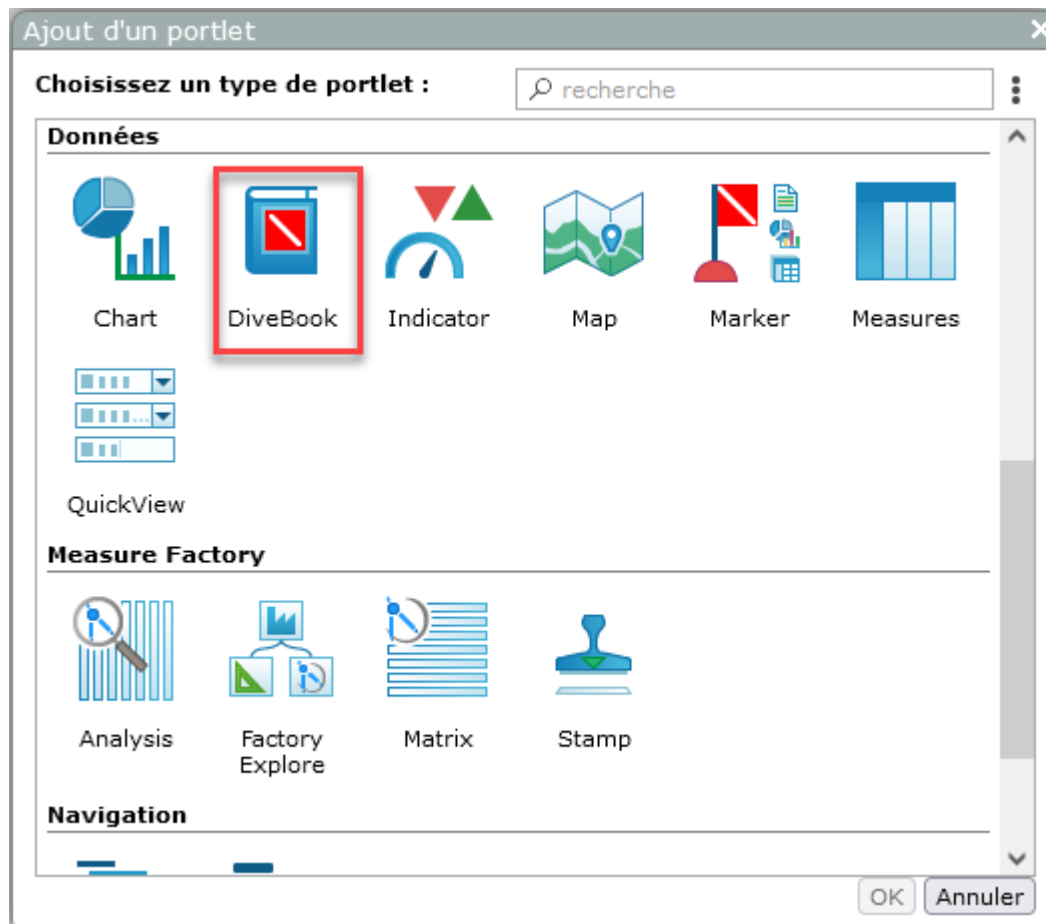 Ajout d'un portlet
Choisissez un type de portlet :
recherche
Données
Chart
DiveBook
Indicator
Map
Marker
Measures
QuickView
Measure Factory
Analysis
Factory
Explore
Matrix
Stamp
Navigation
OK
Annuler